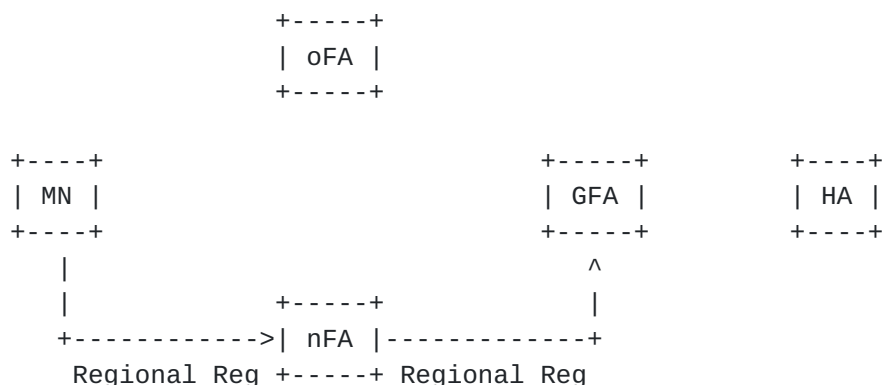 +-----+
| oFA |
+-----+
+----+ +-----+ +----+
| MN | | GFA | | HA |
+----+ +-----+ +----+
| ^
| +-----+ |
+------------>| nFA |-------------+
Regional Reg +-----+ Regional Reg